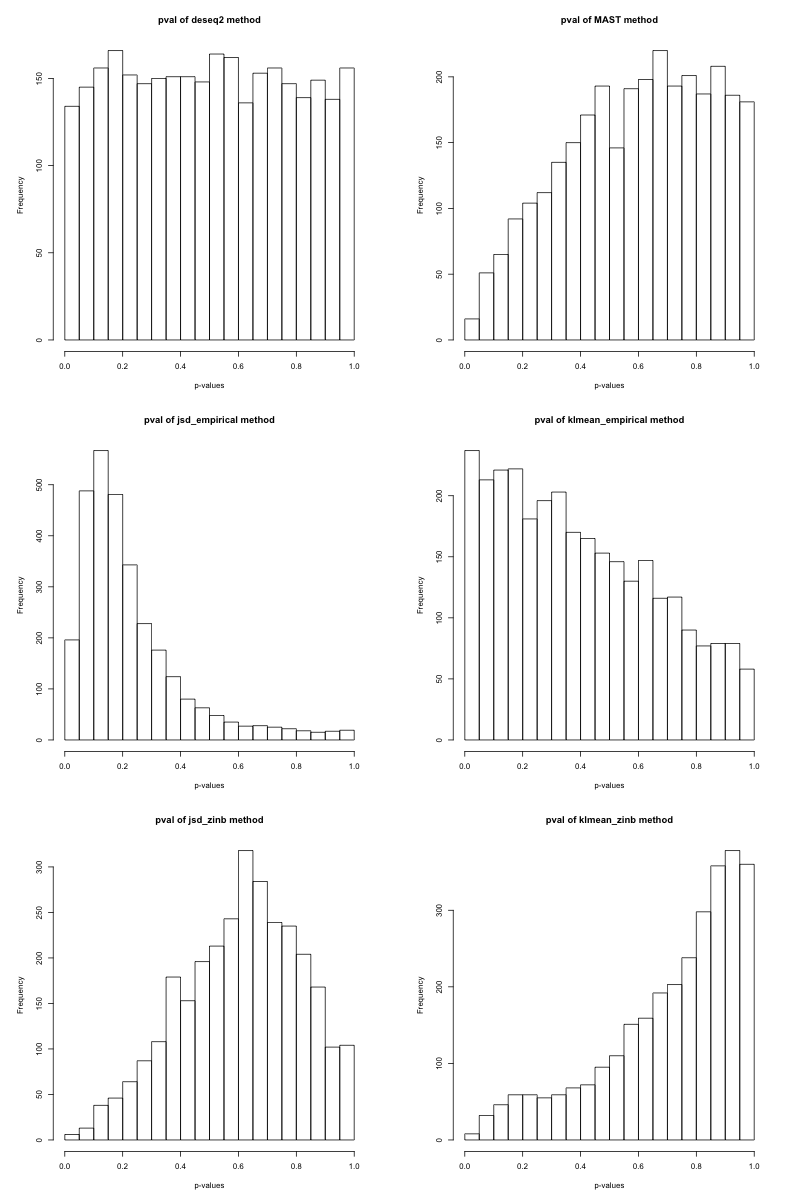 pval of deseq2 method
Frequency
0
50
100
150
0.0 0.2 0.4 0.6 0.8 1.0
p-values
pval of MAST method
Frequency
0
50
100
150
200
0.0 0.2 0.4 0.6 0.8 1.0
p-values
pval of jsd_empirical method
Frequency
0
100
200
300
400
500
0.0 0.2 0.4 0.6 0.8 1.0
p-values
pval of klmean_empirical method
Frequency
0
50
100
150
200
0.0 0.2 0.4 0.6 0.8 1.0
p-values
pval of jsd_zinb method
Frequency
0
50
100
150
200
250
300
0.0 0.2 0.4 0.6 0.8 1.0
p-values
pval of klmean_zinb method
Frequency
0
100
200
300
0.0 0.2 0.4 0.6 0.8 1.0
p-values